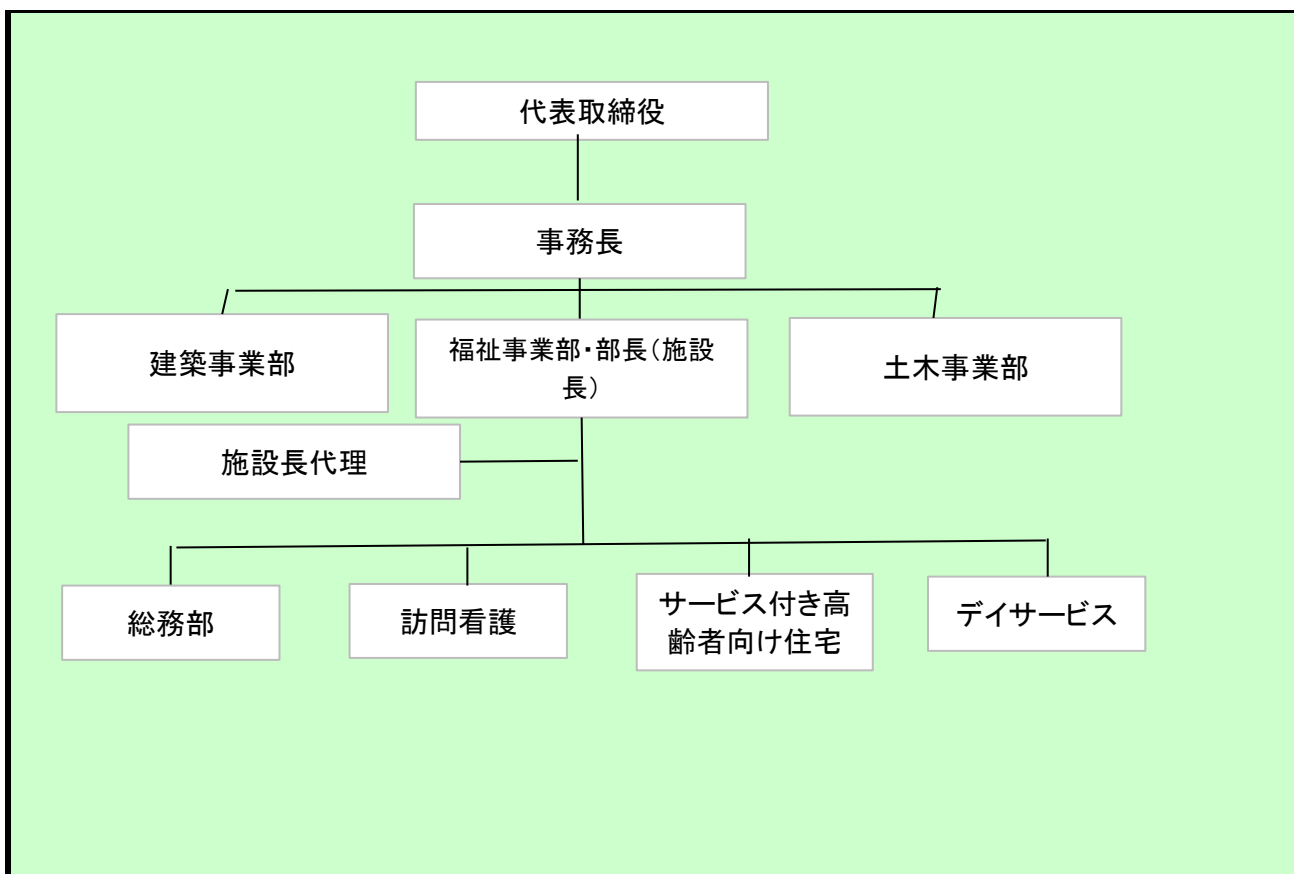 代表取締役
事務長
建築事業部
福祉事業部・部長（施設
長）
土木事業部
施設長代理
総務部
訪問看護
サービス付き高
齢者向け住宅
デイサービス